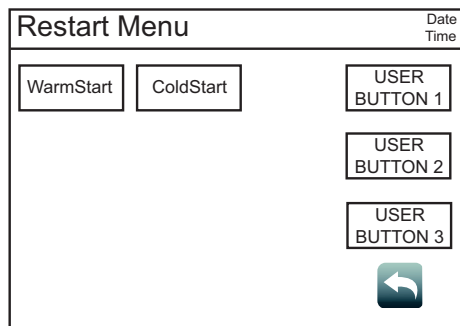 Restart Menu
Date
Time
WarmStart
ColdStart
USER
BUTTON 1
USER
BUTTON 2
USER
BUTTON 3